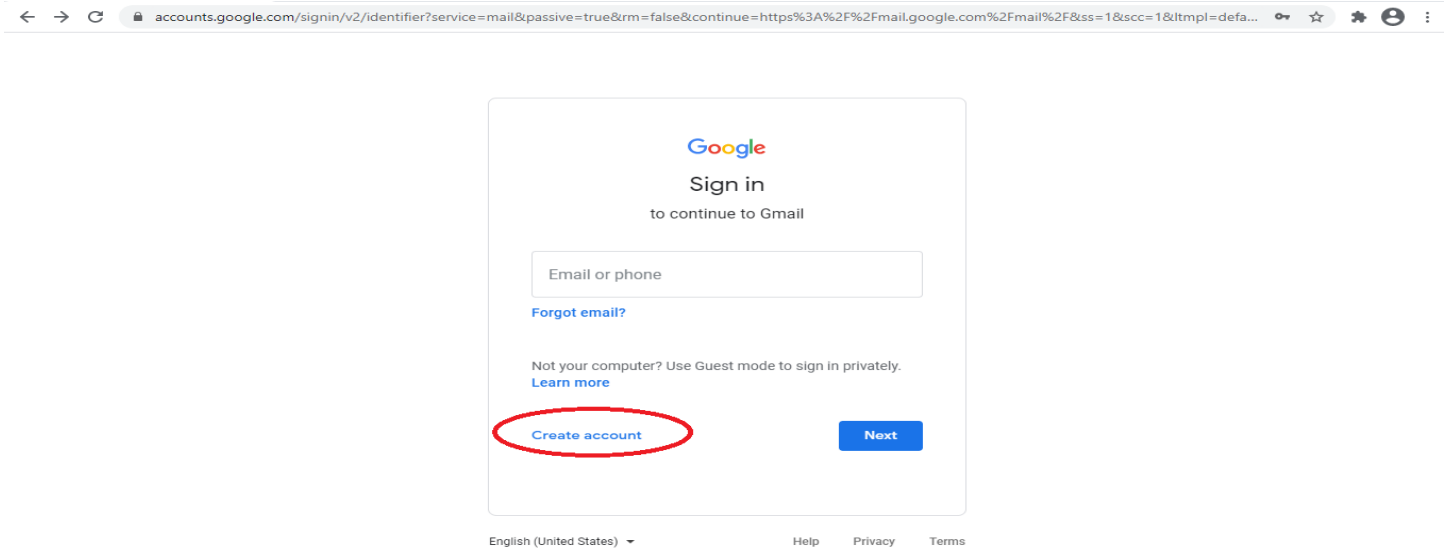 accounts.google.com/signin/v2/identifier?service=mail&passive=true&rm=false&continue=https%3A%2F%2Fmail.google.com%2Fmail%2F&ss=1&scc=1&ltmpl=defa...
Google
Sign in
to continue to Gmail
Email or phone
Forgot email?
Not your computer? Use Guest mode to sign in privately.
Learn more
Create account Next
English (United States) Help Privacy Terms